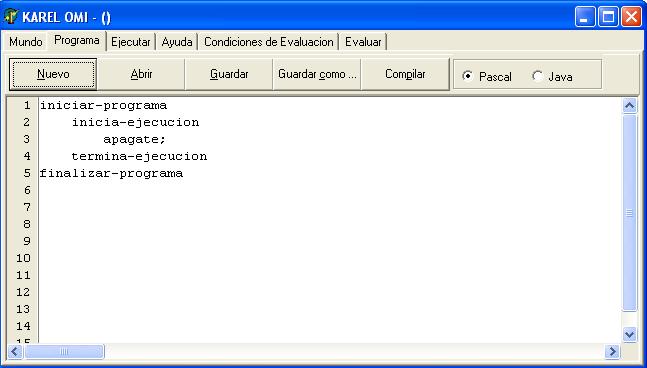 KAREL OMI - ()
Mundo Programa Ejecutar Ayuda Condiciones de Evaluacion Evaluar
Nuevo Abrir Guardar Guardar como ... Compilar Pascal Java
1 iniciar-programa
2 inicia-ejecucion
3 apagate;
4 termina-ejecucion
5 finalizar-programa
6
7
8
9
10
11
12
13
14
15